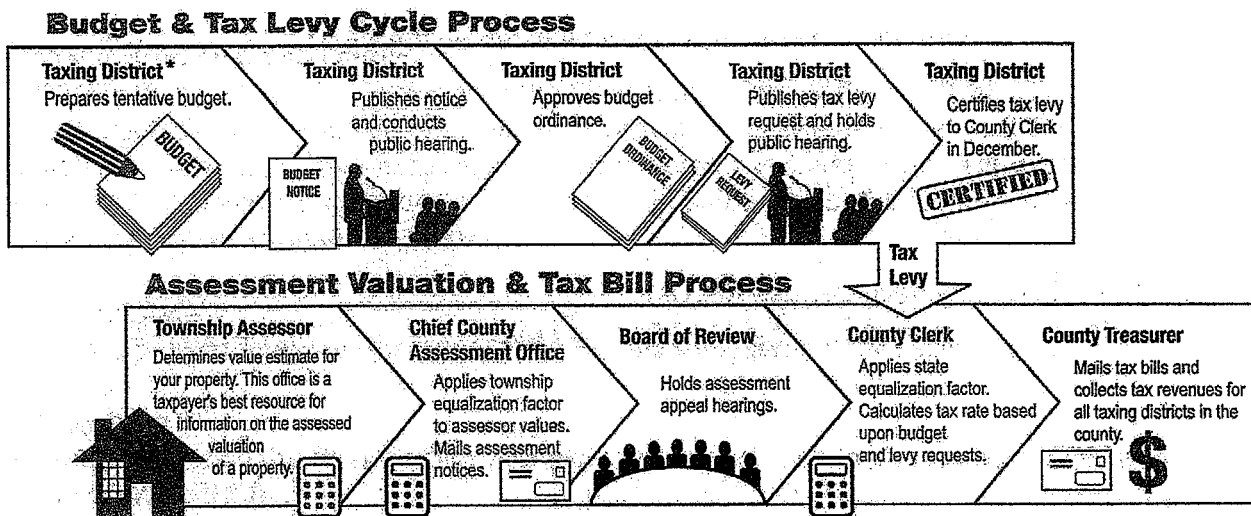 Budget & Tax Levy Cycle Process
Taxing District*
Prepares tentative budget.
BUDGET
Taxing District
Publishes notice
and conducts
public hearing.
BUDGET
NOTICE
Taxing District
Approves budget
ordinance.
BUDGET
ORDINANCE
Taxing District
Publishes tax levy
request and holds
public hearing.
LEVY
REQUEST
Taxing District
Certifies tax levy
to County Clerk
in December.
CERTIFIED
Tax
Levy
Assessment Valuation & Tax Bill Process
Township Assessor
Determines value estimate for
your property. This office is a
taxpayer's best resource for
information on the assessed
valuation
of a property.
Chief County
Assessment Office
Applies township
equalization factor
to assessor values.
Mails assessment
notices.
Board of Review
Holds assessment
appeal hearings.
County Clerk
Applies state
equalization factor.
Calculates tax rate based
upon budget
and levy requests.
County Treasurer
Mails tax bills and
collects tax revenues for
all taxing districts in the
county.
$